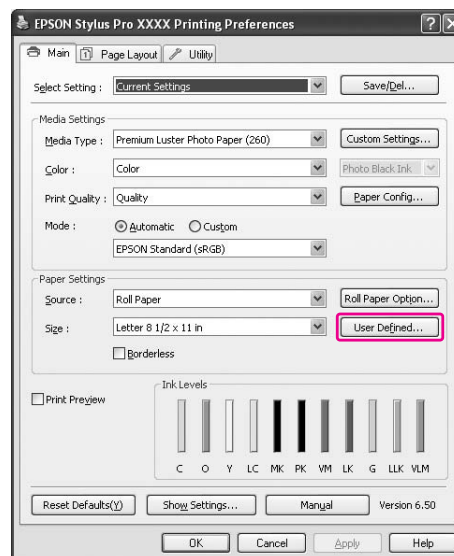 EPSON Stylus Pro XXXX Printing Preferences
Main Page Layout Utility
Select Setting : Current Settings Save/Del...
Media Settings
Media Type : Premium Luster Photo Paper (260) Custom Settings...
Color : Color Photo Black Ink
Print Quality : Quality Paper Config...
Mode : Automatic Custom
EPSON Standard (sRGB)
Paper Settings
Source : Roll Paper Roll Paper Option...
Size : Letter 8 1/2 x 11 in User Defined...
Borderless
Print Preview
Ink Levels
C O Y LC MK PK VM LK G LLK VLM
Reset Defaults(Y) Show Settings... Manual Version 6.50
OK Cancel Apply Help